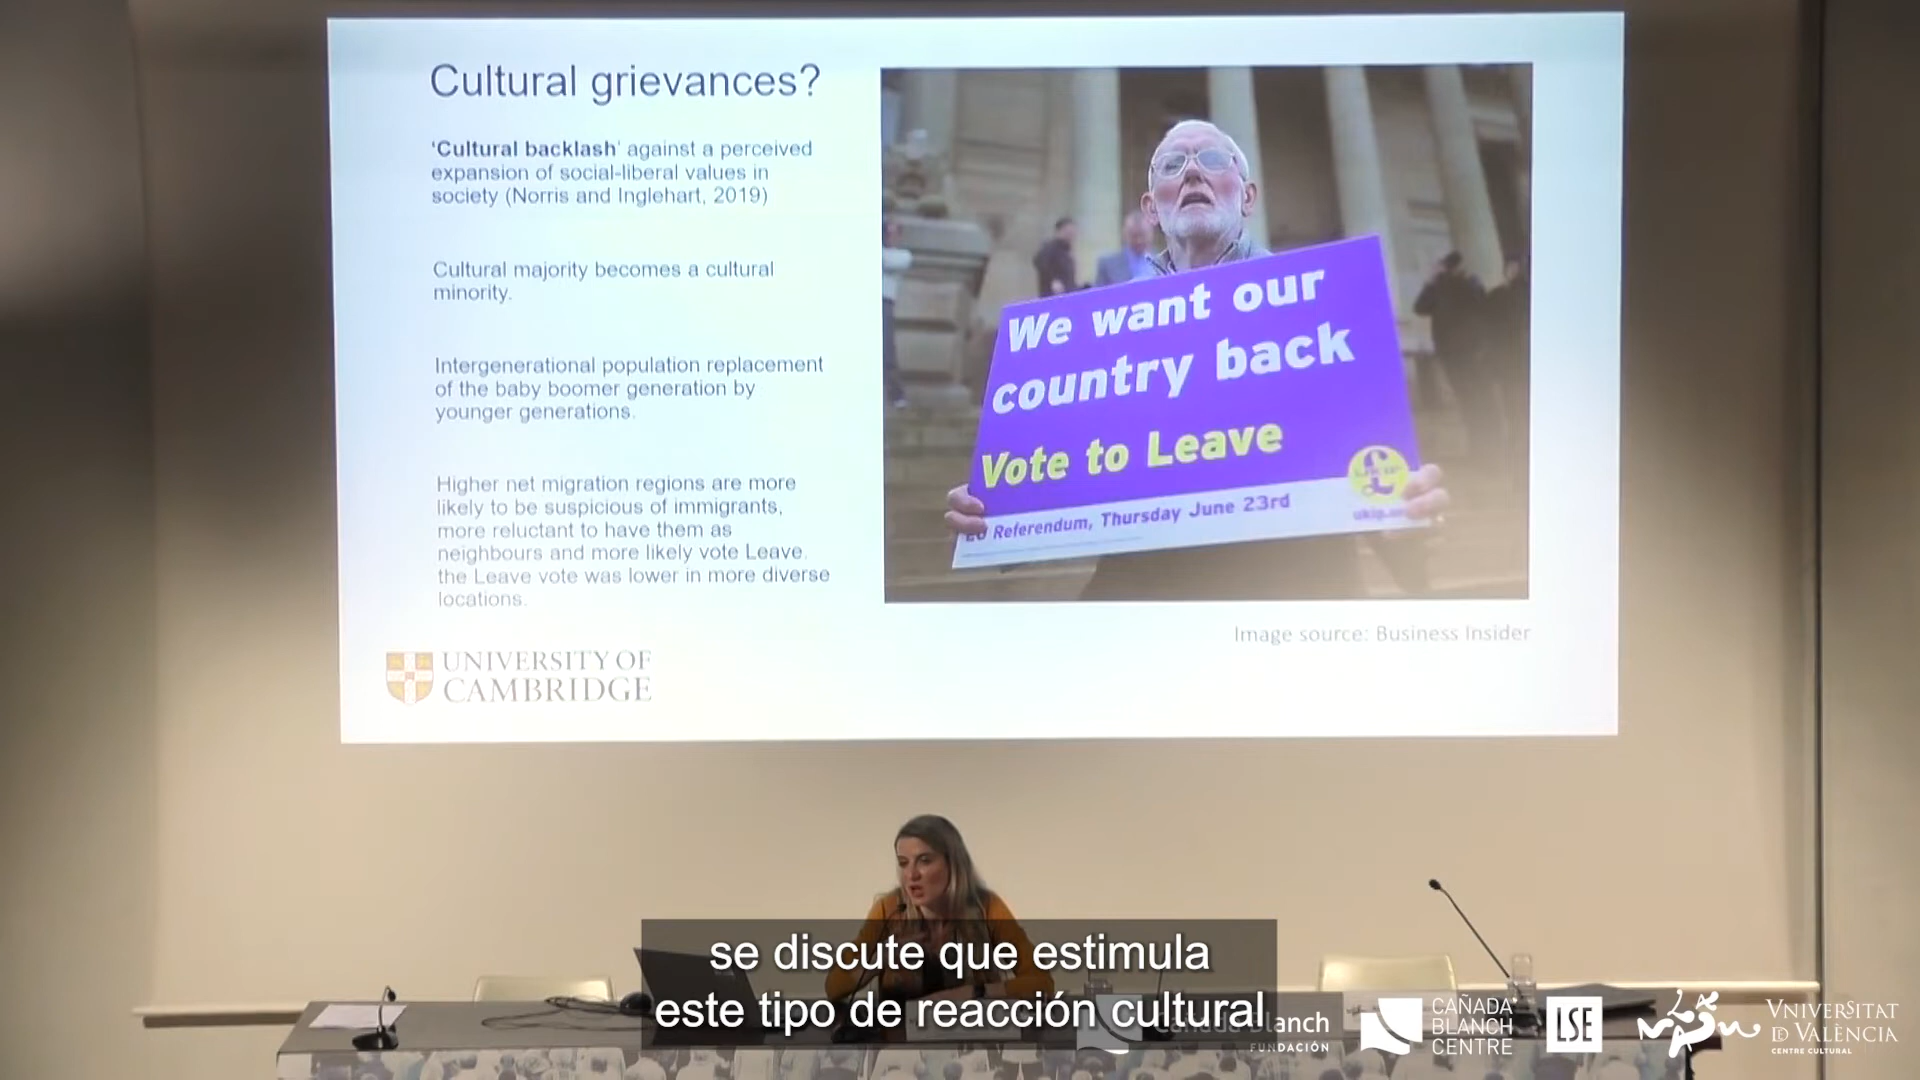 Cultural grievances?
‘Cultural backlash’ against a perceived
expansion of social-liberal values in
society (Norris and Inglehart, 2019)
Cultural majority becomes a cultural
minority.
Intergenerational population replacement
of the baby boomer generation by
younger generations.
Higher net migration regions are more
likely to be suspicious of immigrants,
more reluctant to have them as
neighbours and more likely vote Leave.
the Leave vote was lower in more diverse
locations.
UNIVERSITY OF
CAMBRIDGE
We want our
country back
Vote to Leave
EU Referendum, Thursday June 23rd
Image source: Business Insider
se discute que estimula
este tipo de reacción cultural
Blanch
FUNDACIÓN
CAÑADA
BLANCH
CENTRE
LSE
VNIVERSITAT
DE VALÈNCIA
CENTRE CULTURAL